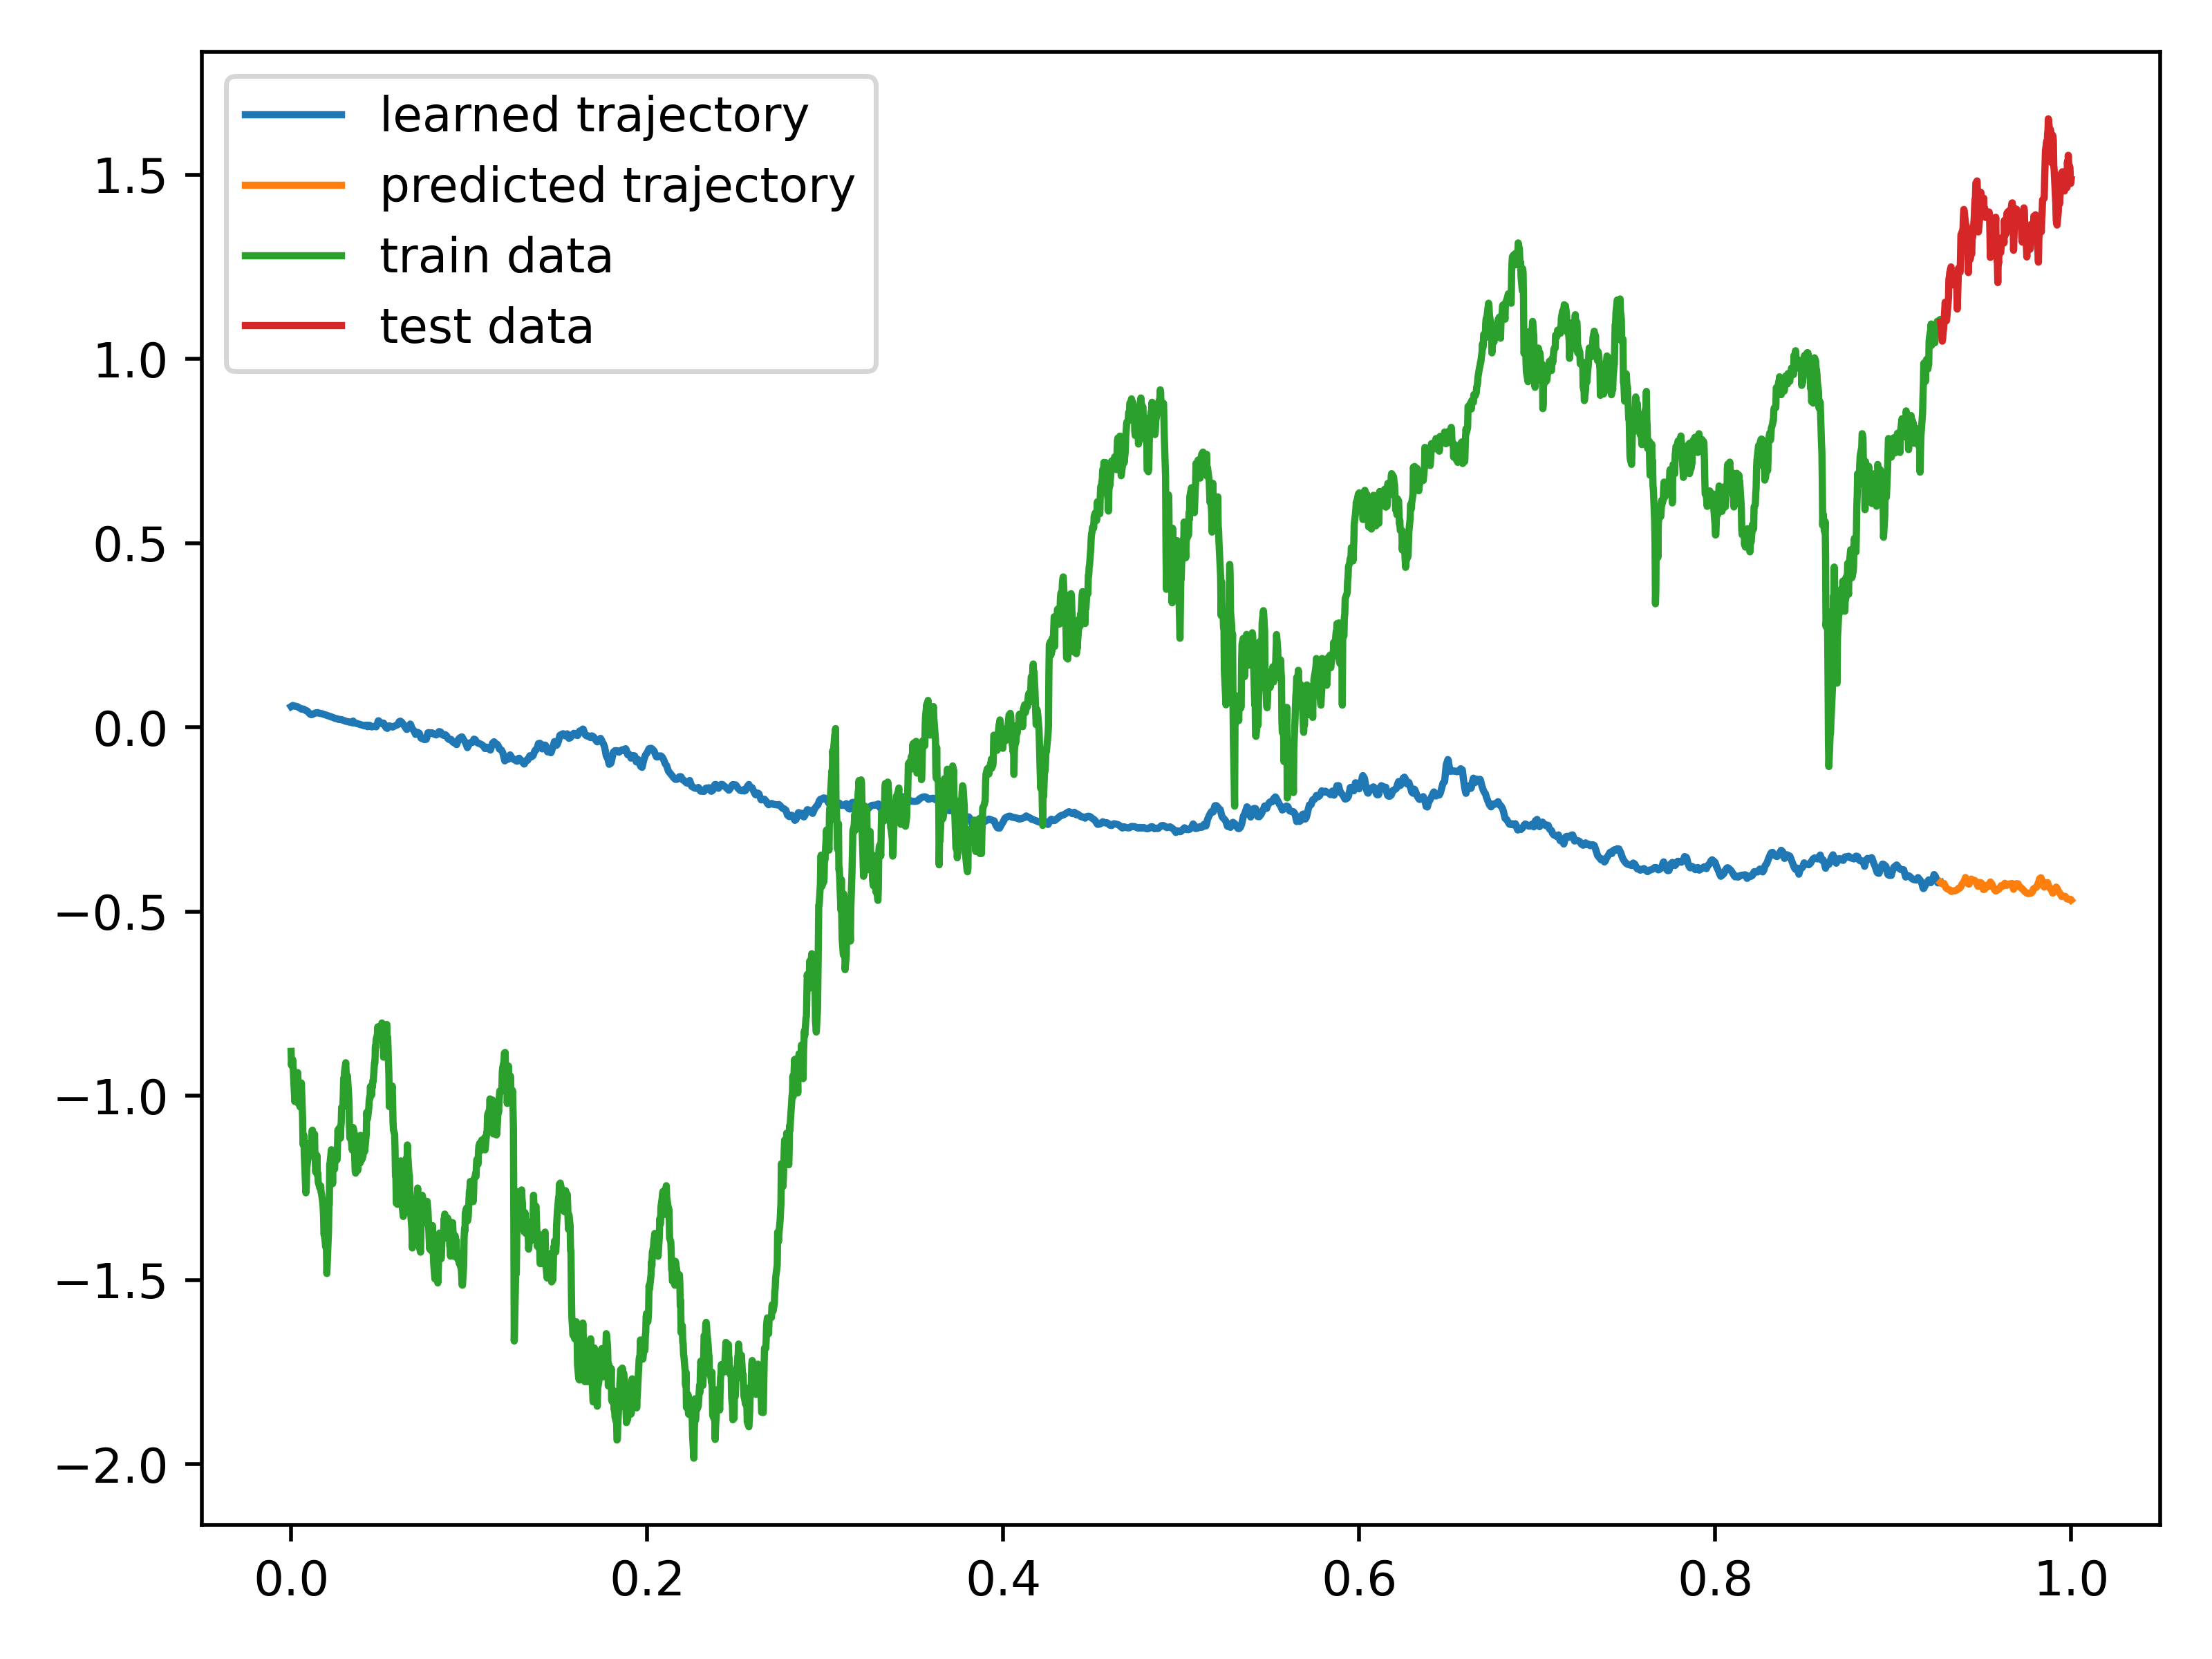 learned trajectory
predicted trajectory
train data
test data
1.5
1.0
0.5
0.0
−0.5
−1.0
−1.5
−2.0
0.0 0.2 0.4 0.6 0.8 1.0